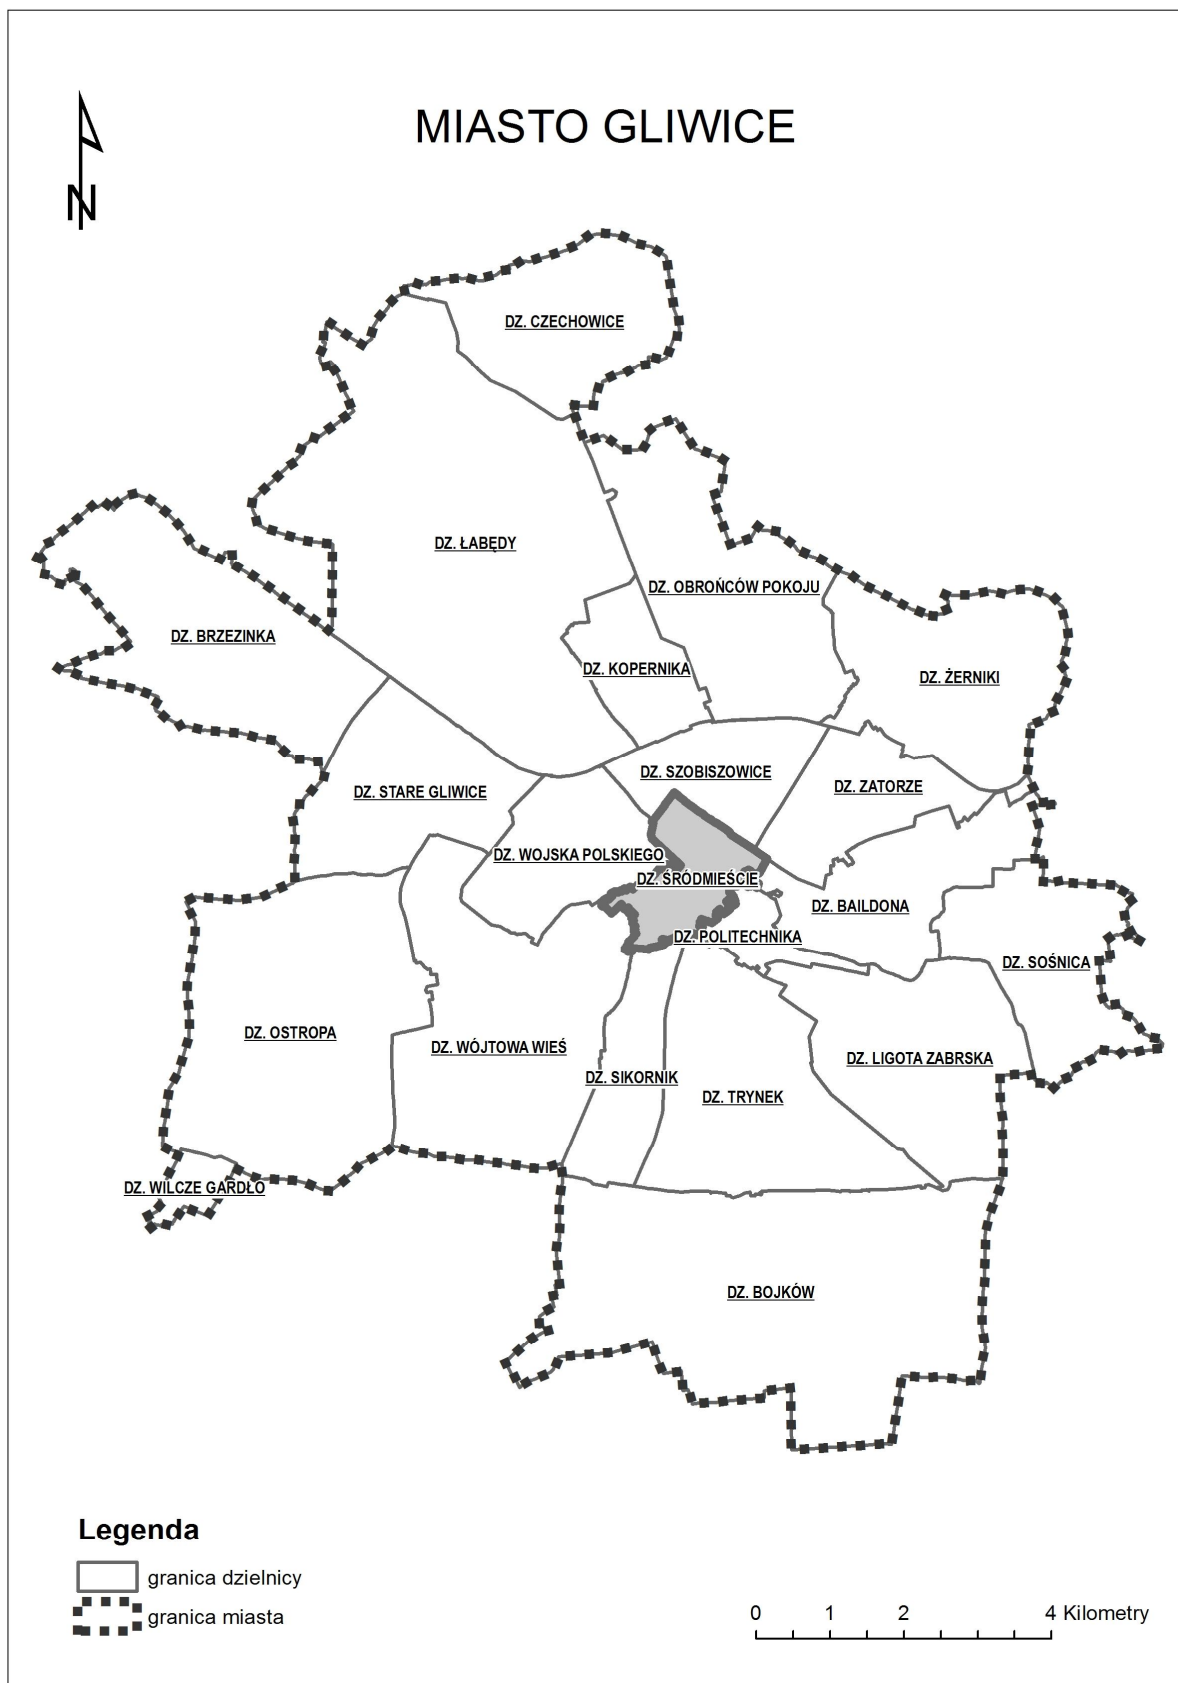 MIASTO GLIWICE
N
DZ. CZECHOWICE
DZ. ŁABĘDY
DZ. OBROŃCÓW POKOJU
DZ. BRZEZINKA
DZ. KOPERNIKA
DZ. ŻERNIKI
DZ. SZOBISZOWICE
DZ. STARE GLIWICE
DZ. ZATORZE
DZ. WOJSKA POLSKIEGO
DZ. ŚRÓDMIEŚCIE
DZ. BAILDONA
DZ. POLITECHNIKA
DZ. SOŚNICA
DZ. OSTROPA
DZ. WÓJTOWA WIEŚ
DZ. LIGOTA ZABRSKA
DZ. SIKORNIK
DZ. TRYNEK
DZ. WILCZE GARDŁO
DZ. BOJKÓW
Legenda
granica dzielnicy
granica miasta
0 1 2 4 Kilometry